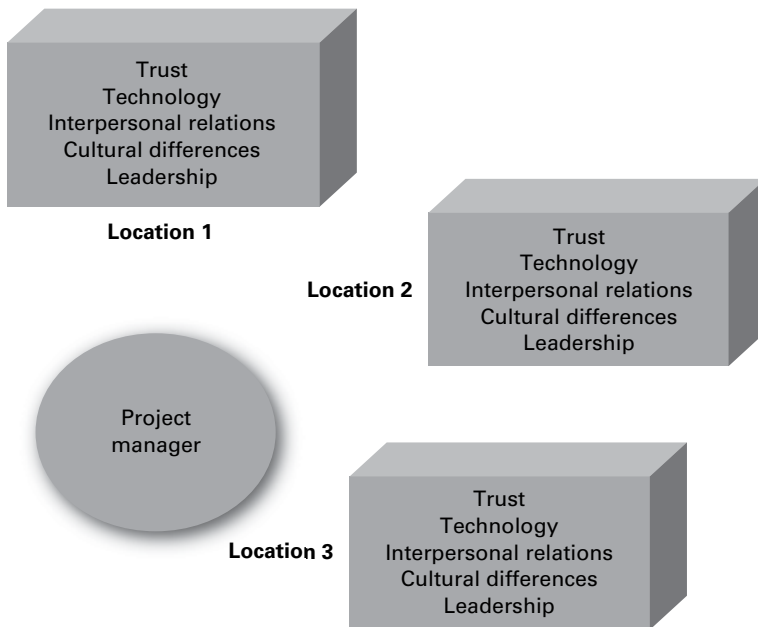 Trust
Technology
Interpersonal relations
Cultural differences
Leadership
Location 1
Location 2
Trust
Technology
Interpersonal relations
Cultural differences
Leadership
Project
manager
Location 3
Trust
Technology
Interpersonal relations
Cultural differences
Leadership